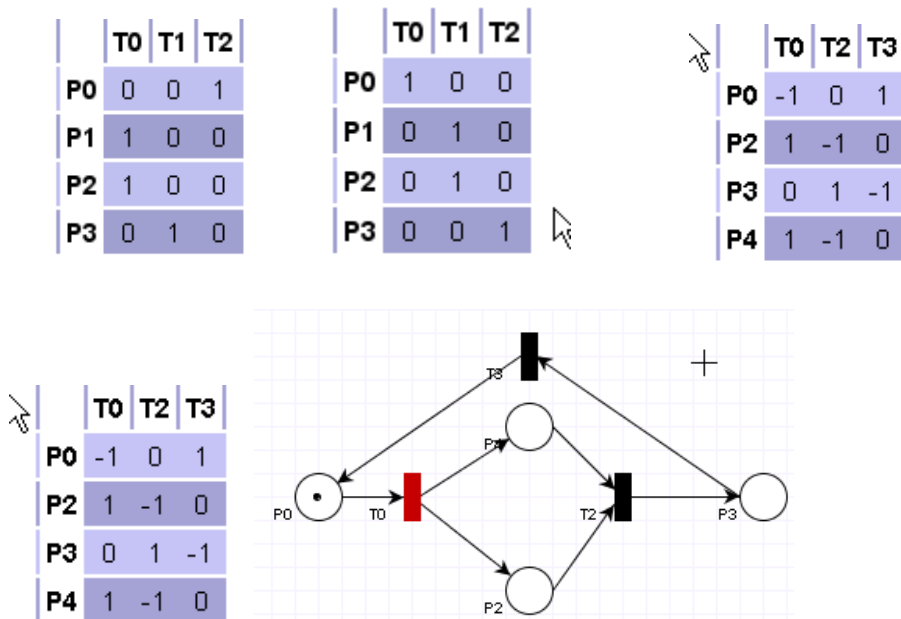 T0 T1 T2
P0 0 0 1
P1 1 0 0
P2 1 0 0
P3 0 1 0
T0 T1 T2
P0 1 0 0
P1 0 1 0
P2 0 1 0
P3 0 0 1
T0 T2 T3
P0 -1 0 1
P2 1 -1 0
P3 0 1 -1
P4 1 -1 0
T0 T2 T3
P0 -1 0 1
P2 1 -1 0
P3 0 1 -1
P4 1 -1 0
T3
P4
P0 T0 T2 P3
P2